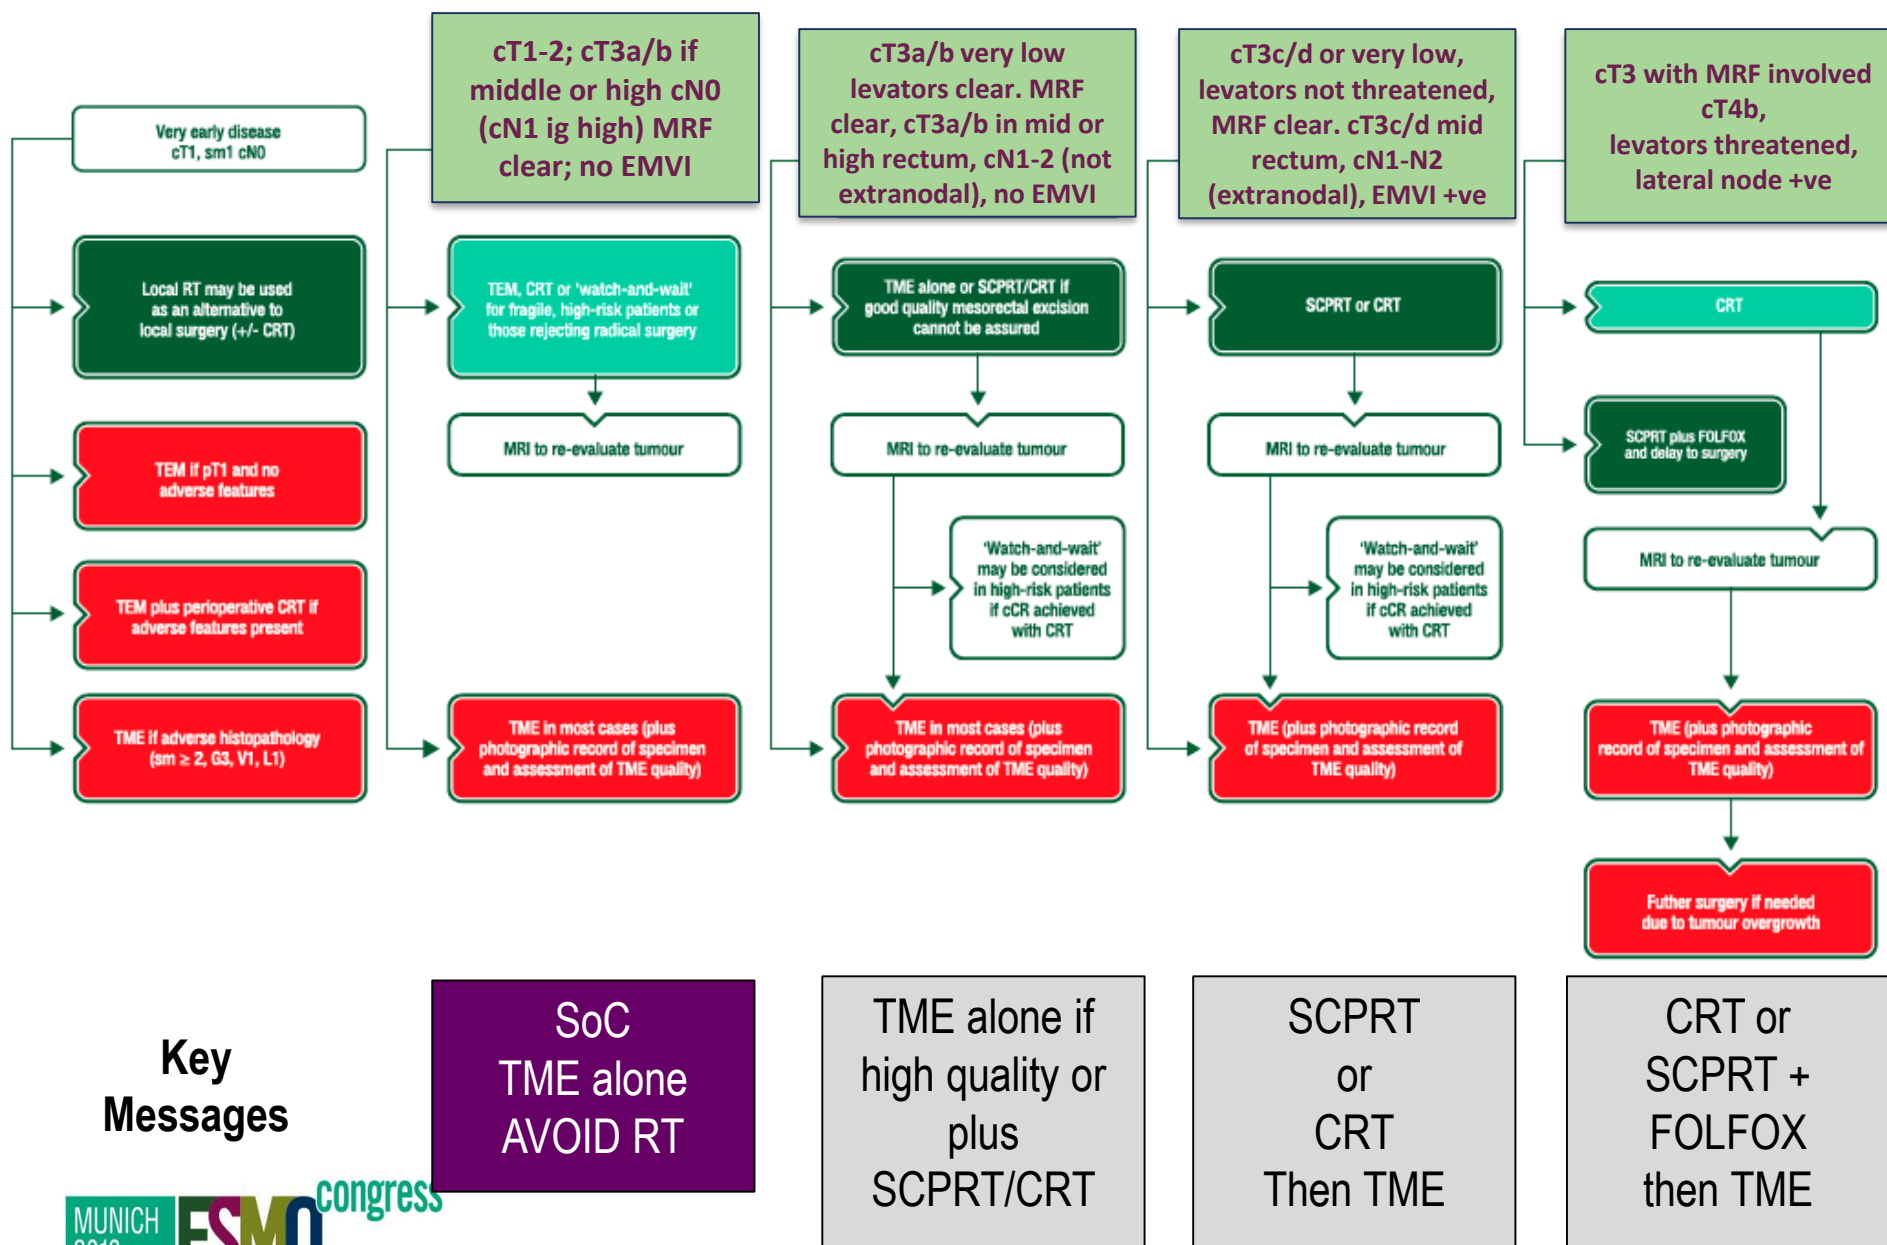 Very early disease
cT1, sm1 cN0
Local RT may be used
as an alternative to
local surgery (+/- CRT)
TEM if pT1 and no
adverse features
TEM plus perioperative CRT if
adverse features present
TME if adverse histopathology
(sm ≥ 2, G3, V1, L1)
cT1-2; cT3a/b if
middle or high cN0
(cN1 ig high) MRF
clear; no EMVI
TEM, CRT or 'watch-and-wait'
for fragile, high-risk patients or
those rejecting radical surgery
MRI to re-evaluate tumour
TME in most cases (plus
photographic record of specimen
and assessment of TME quality)
cT3a/b very low
levators clear. MRF
clear, cT3a/b in mid or
high rectum, cN1-2 (not
extranodal), no EMVI
TME alone or SCPRT/CRT if
good quality mesorectal excision
cannot be assured
MRI to re-evaluate tumour
'Watch-and-wait'
may be considered
in high-risk patients
if cCR achieved
with CRT
TME in most cases (plus
photographic record of specimen
and assessment of TME quality)
cT3c/d or very low,
levators not threatened,
MRF clear. cT3c/d mid
rectum, cN1-N2
(extranodal), EMVI +ve
SCPRT or CRT
MRI to re-evaluate tumour
'Watch-and-wait'
may be considered
in high-risk patients
if cCR achieved
with CRT
TME (plus photographic record
of specimen and assessment of
TME quality)
cT3 with MRF involved
cT4b,
levators threatened,
lateral node +ve
CRT
SCPRT plus FOLFOX
and delay to surgery
MRI to re-evaluate tumour
TME (plus photographic
record of specimen and assessment of
TME quality)
Futher surgery if needed
due to tumour overgrowth
Key
Messages
SoC
TME alone
AVOID RT
TME alone if
high quality or
plus
SCPRT/CRT
SCPRT
or
CRT
Then TME
CRT or
SCPRT +
FOLFOX
then TME
MUNICH
ESMO congress